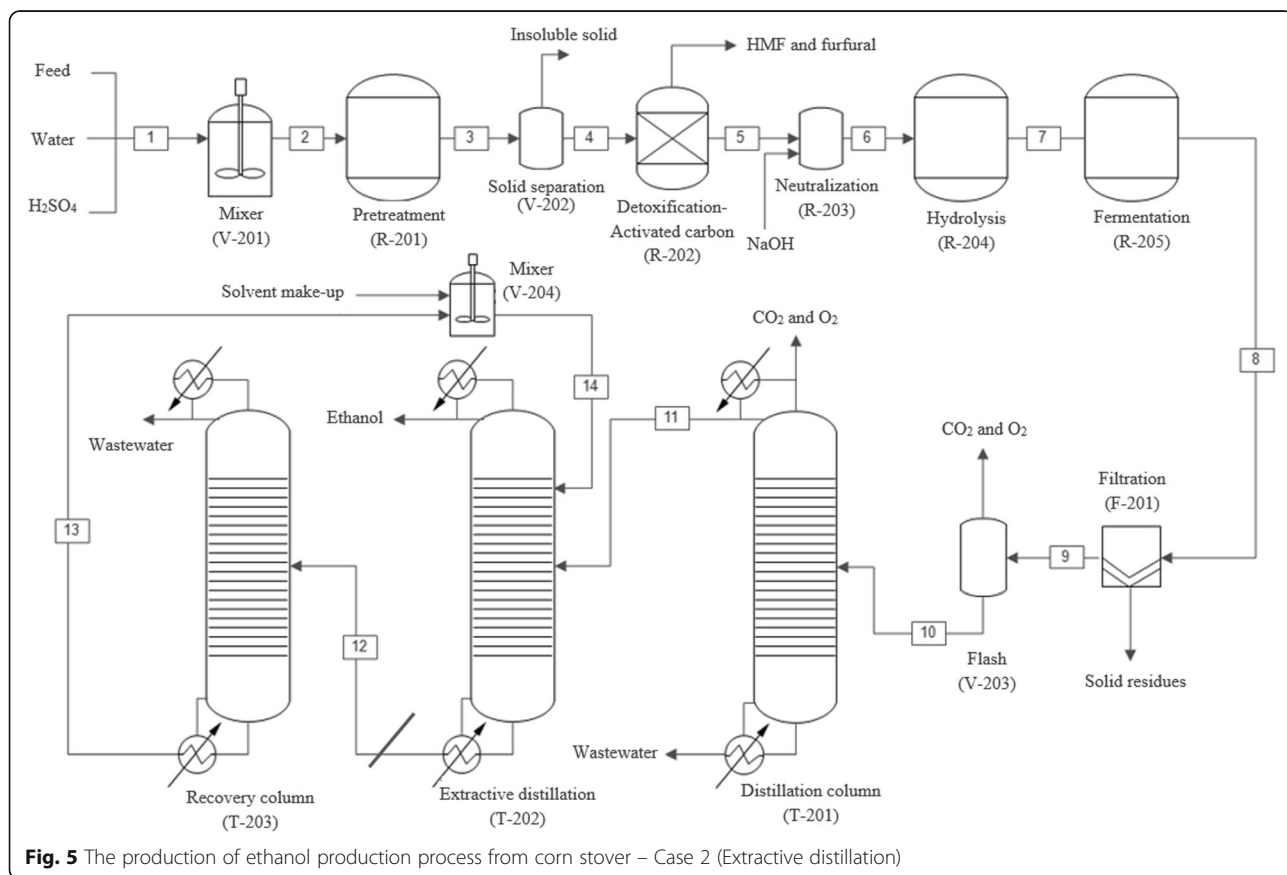 Insoluble solid
HMF and furfural
Feed
Water
H₂SO₄
1
2
3
4
5
6
7
Mixer
(V-201)
Pretreatment
(R-201)
Solid separation
(V-202)
Detoxification-
Activated carbon
(R-202)
Neutralization
(R-203)
NaOH
Hydrolysis
(R-204)
Fermentation
(R-205)
8
Solvent make-up
Mixer
(V-204)
CO₂ and O₂
14
11
Wastewater
Ethanol
CO₂ and O₂
Filtration
(F-201)
13
9
12
10
Flash
(V-203)
Solid residues
Wastewater
Recovery column
(T-203)
Extractive distillation
(T-202)
Distillation column
(T-201)
Fig. 5 The production of ethanol production process from corn stover – Case 2 (Extractive distillation)